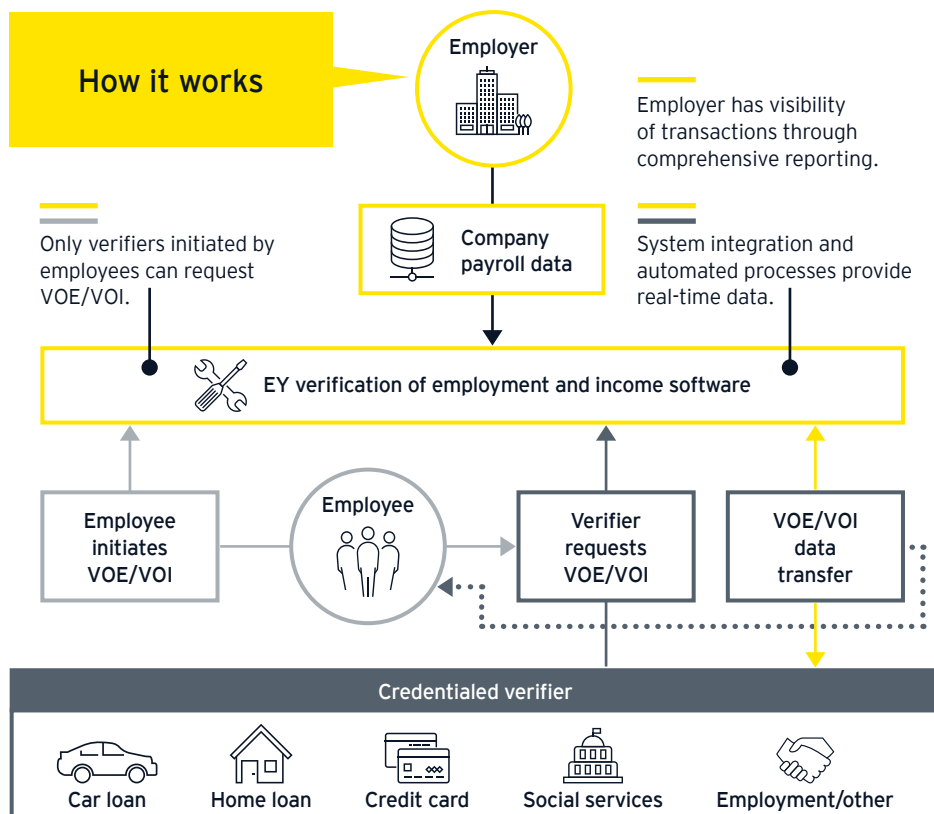 How it works
Employer
Employer has visibility
of transactions through
comprehensive reporting.
Only verifiers initiated by
employees can request
VOE/VOI.
Company
payroll data
System integration and
automated processes provide
real-time data.
EY verification of employment and income software
Employee
initiates
VOE/VOI
Employee
Verifier
requests
VOE/VOI
VOE/VOI
data
transfer
Credentialed verifier
Car loan
Home loan
Credit card
Social services
Employment/other